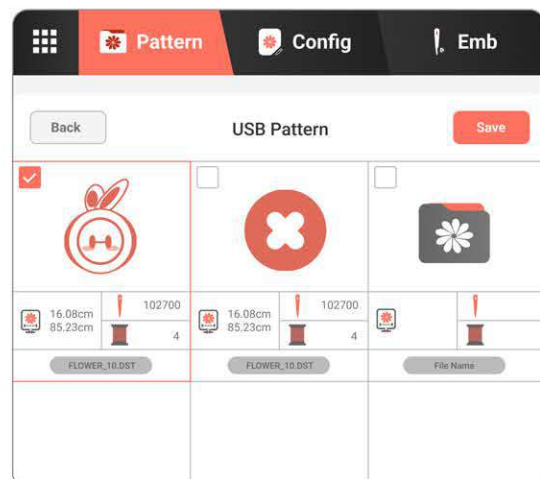 Pattern Config Emb
Back USB Pattern Save
16.08cm 102700 16.08cm 102700
85.23cm 4 85.23cm 4
FLOWER_10.DST FLOWER_10.DST File Name